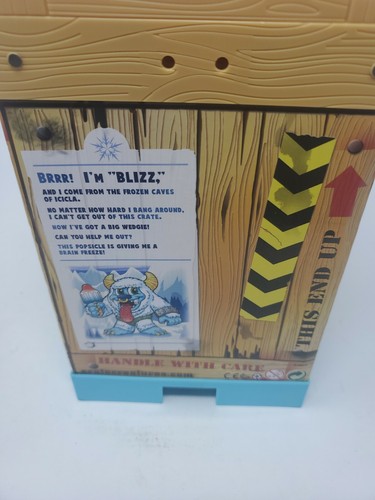 BRRR! I'M "BLIZZ,"
AND I COME FROM THE FROZEN CAVES
OF ICICLA.
NO MATTER HOW HARD I BANG AROUND,
I CAN'T GET OUT OF THIS CRATE.
NOW I'VE GOT A BIG WEDGIE!
CAN YOU HELP ME OUT?
THIS POPSICLE IS GIVING ME A
BRAIN FREEZE!
THIS END UP
HANDLE WITH CARE